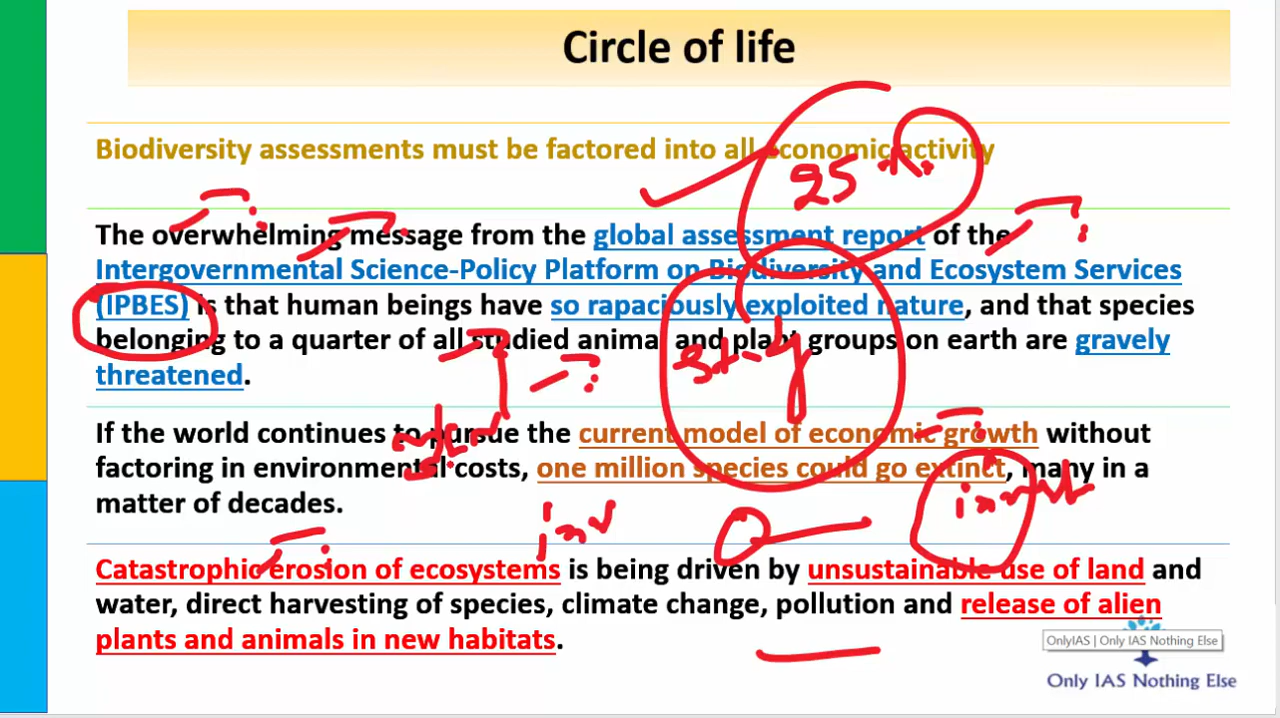 Circle of life
Biodiversity assessments must be factored into all economic activity
25
The overwhelming message from the global assessment report of the
Intergovernmental Science-Policy Platform on Biodiversity and Ecosystem Services
(IPBES) is that human beings have so rapaciously exploited nature, and that species
belonging to a quarter of all studied animal and plant groups on earth are gravely
threatened.
If the world continues to pursue the current model of economic growth without
factoring in environmental costs, one million species could go extinct, many in a
matter of decades.
Catastrophic erosion of ecosystems is being driven by unsustainable use of land and
water, direct harvesting of species, climate change, pollution and release of alien
plants and animals in new habitats.
OnlyIAS | Only IAS Nothing Else
Only IAS Nothing Else